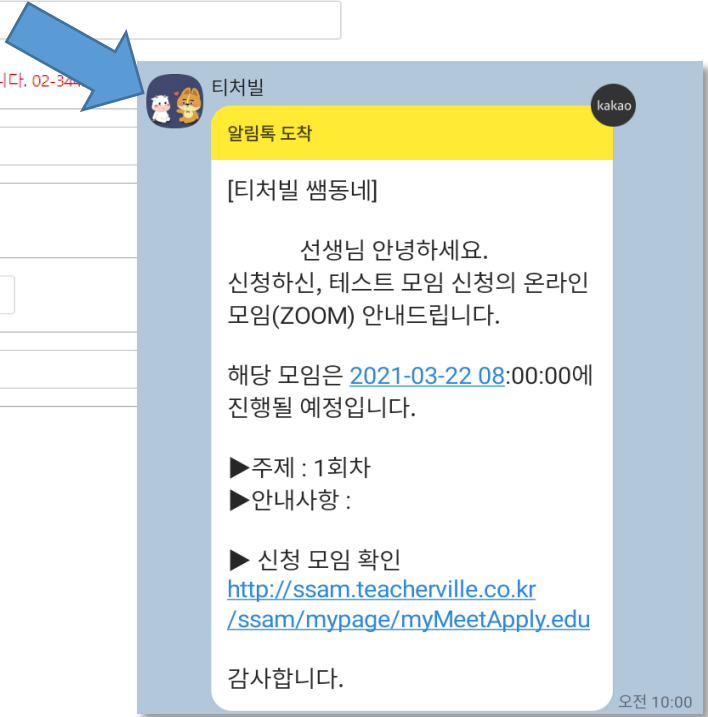 니다. 02-344
티처빌
kakao
알림톡 도착
[티처빌 쌤동네]
선생님 안녕하세요.
신청하신, 테스트 모임 신청의 온라인
모임(ZOOM) 안내드립니다.
해당 모임은 2021-03-22 08:00:00에
진행될 예정입니다.
▶주제 : 1회차
▶안내사항 :
▶ 신청 모임 확인
http://ssam.teacherville.co.kr
/ssam/mypage/myMeetApply.edu
감사합니다.
오전 10:00